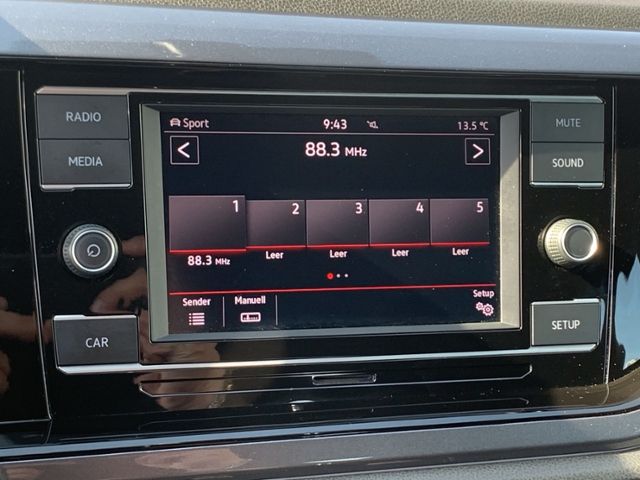 RADIO
MEDIA
CAR
Sport 9:43 13.5 °C
88.3 MHz
1 2 3 4 5
88.3 MHz Leer Leer Leer Leer
Sender Manuell Setup
MUTE
SOUND
SETUP